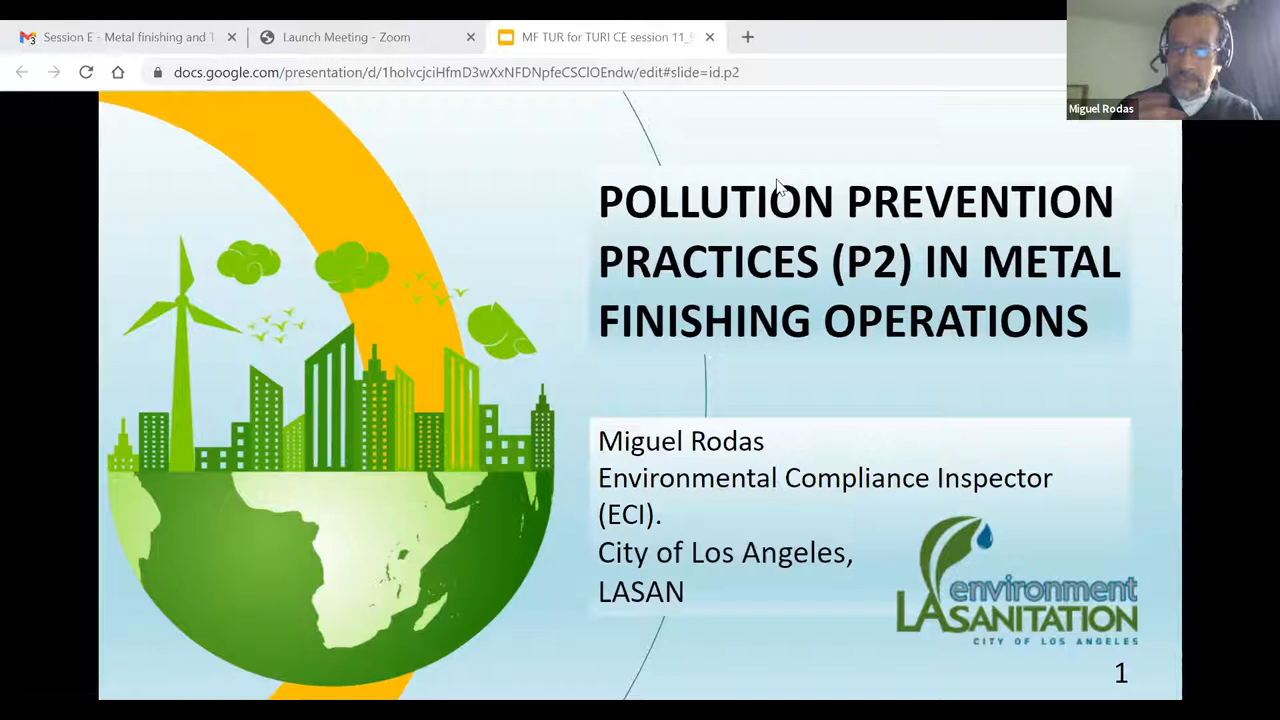 Session E - Metal finishing and T
Launch Meeting - Zoom
MF TUR for TURI CE session 11_5
docs.google.com/presentation/d/1hoIvcjciHfmD3wXxNFDNpfeCSClOEndw/edit#slide=id.p2
Miguel Rodas
POLLUTION PREVENTION
PRACTICES (P2) IN METAL
FINISHING OPERATIONS
Miguel Rodas
Environmental Compliance Inspector
(ECI).
City of Los Angeles,
LASAN
environment
LASANITATION
CITY OF LOS ANGELES
1